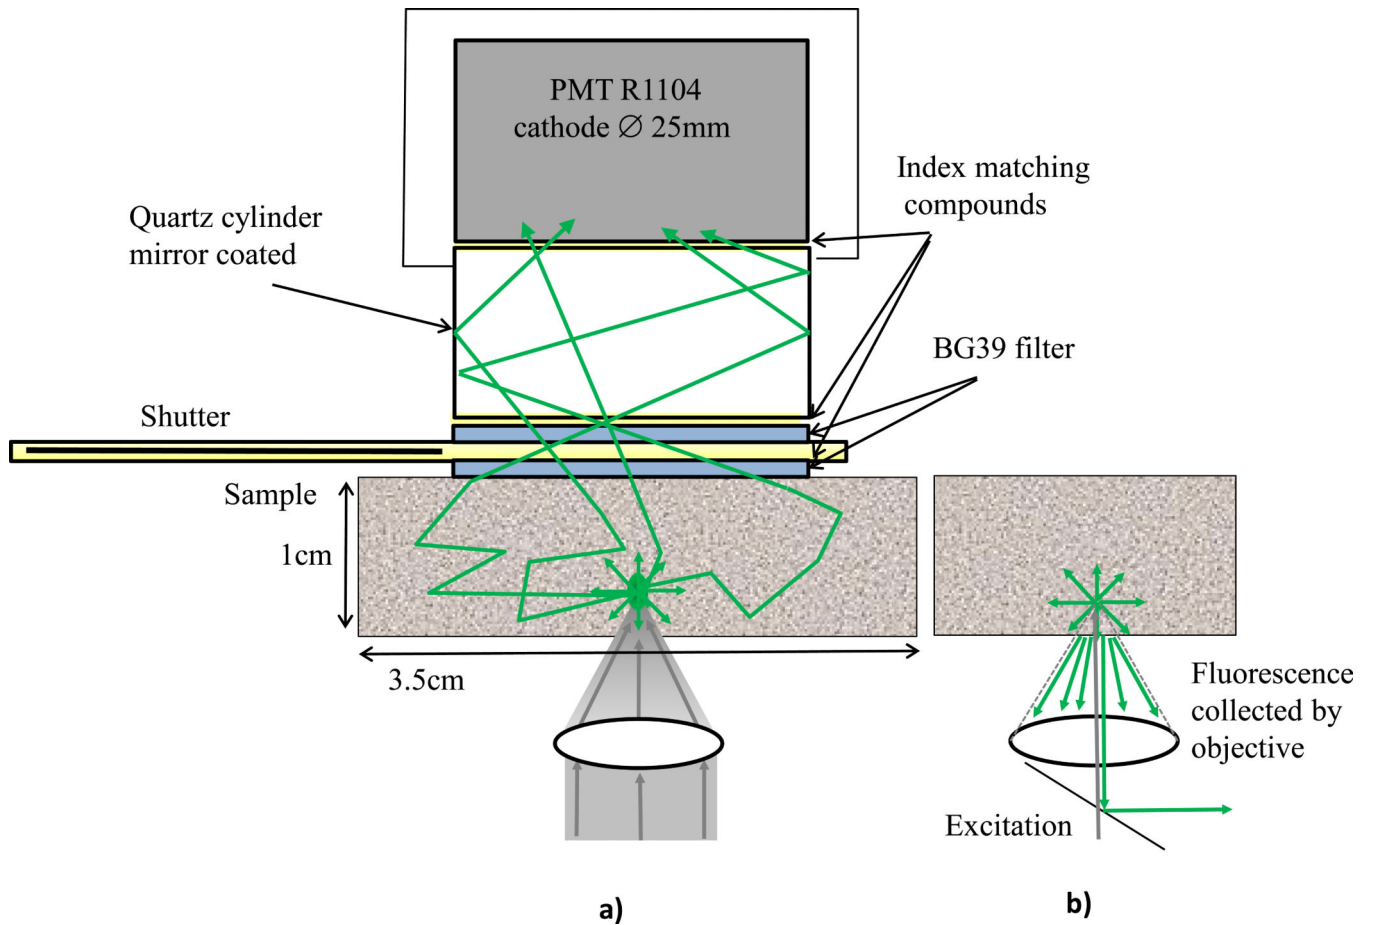 PMT R1104
cathode ∅ 25mm
Index matching
compounds
Quartz cylinder
mirror coated
BG39 filter
Shutter
Sample
1cm
3.5cm
Fluorescence
collected by
objective
Excitation
a)
b)